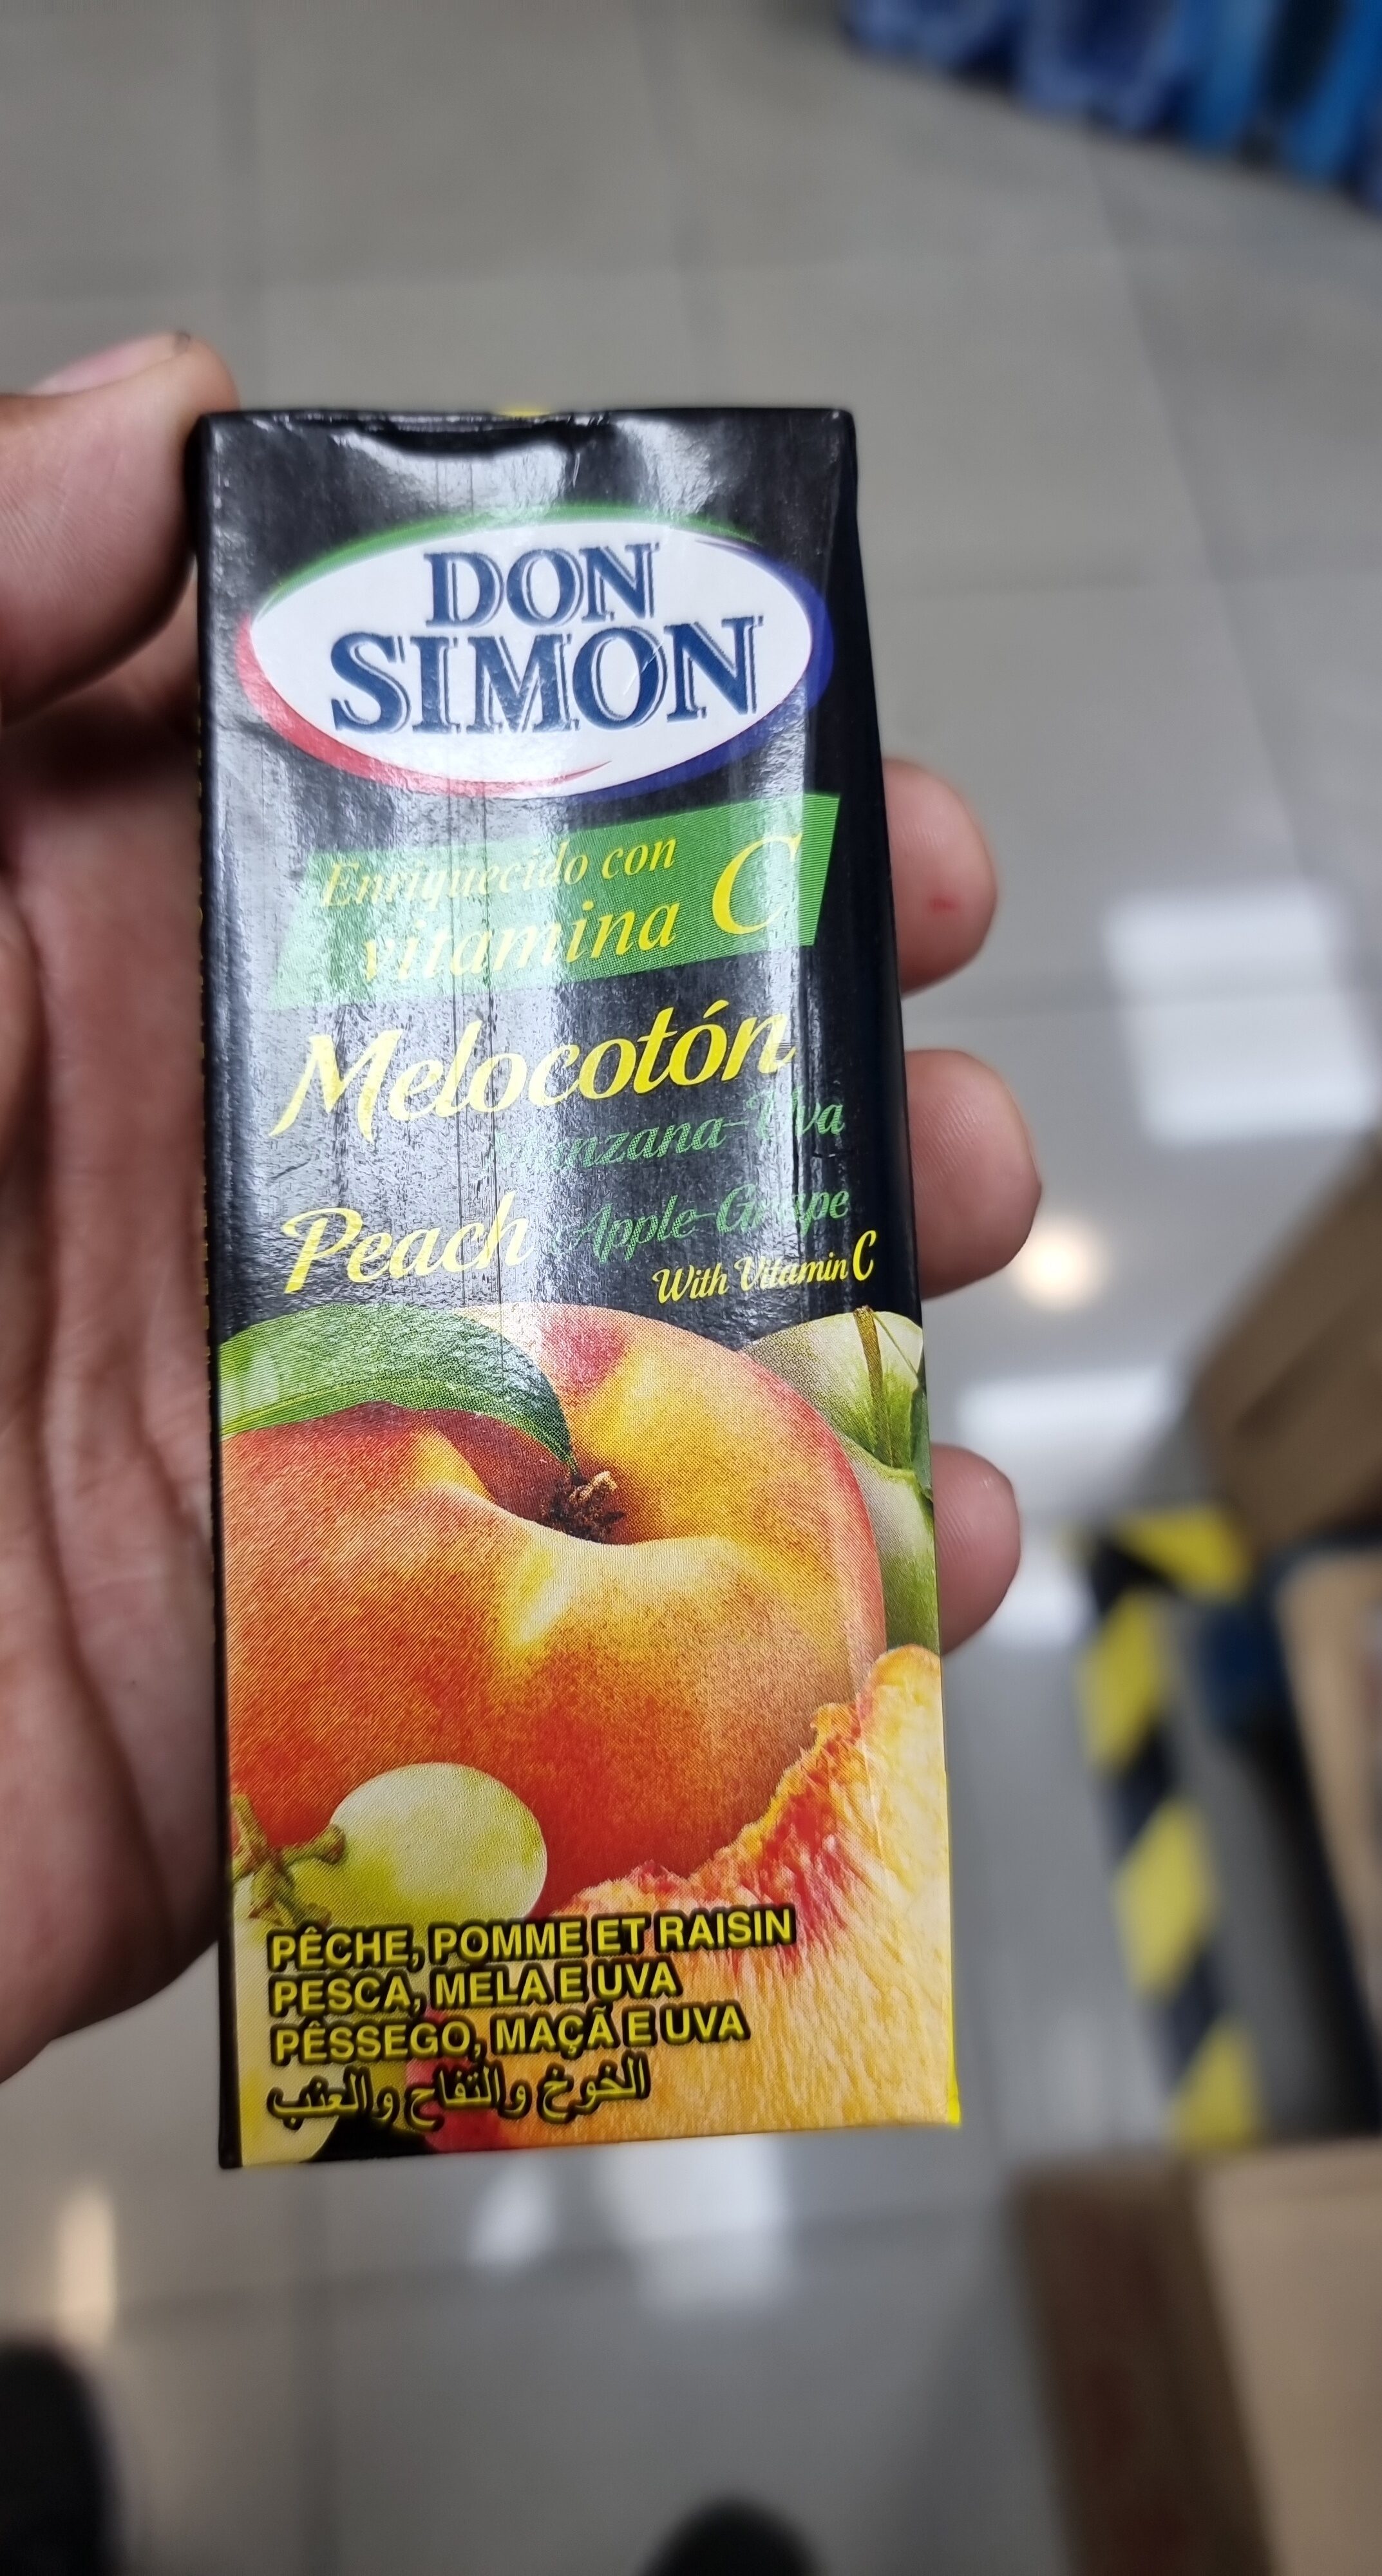 DON
SIMON
Enriquecido con
vitamina C
Melocotón
Manzana-Uva
Peach Apple-Grape
With Vitamin C
PÊCHE, POMME ET RAISIN
PESCA, MELA E UVA
PÊSSEGO, MAÇÃ E UVA
الخوخ والتفاح والعنب